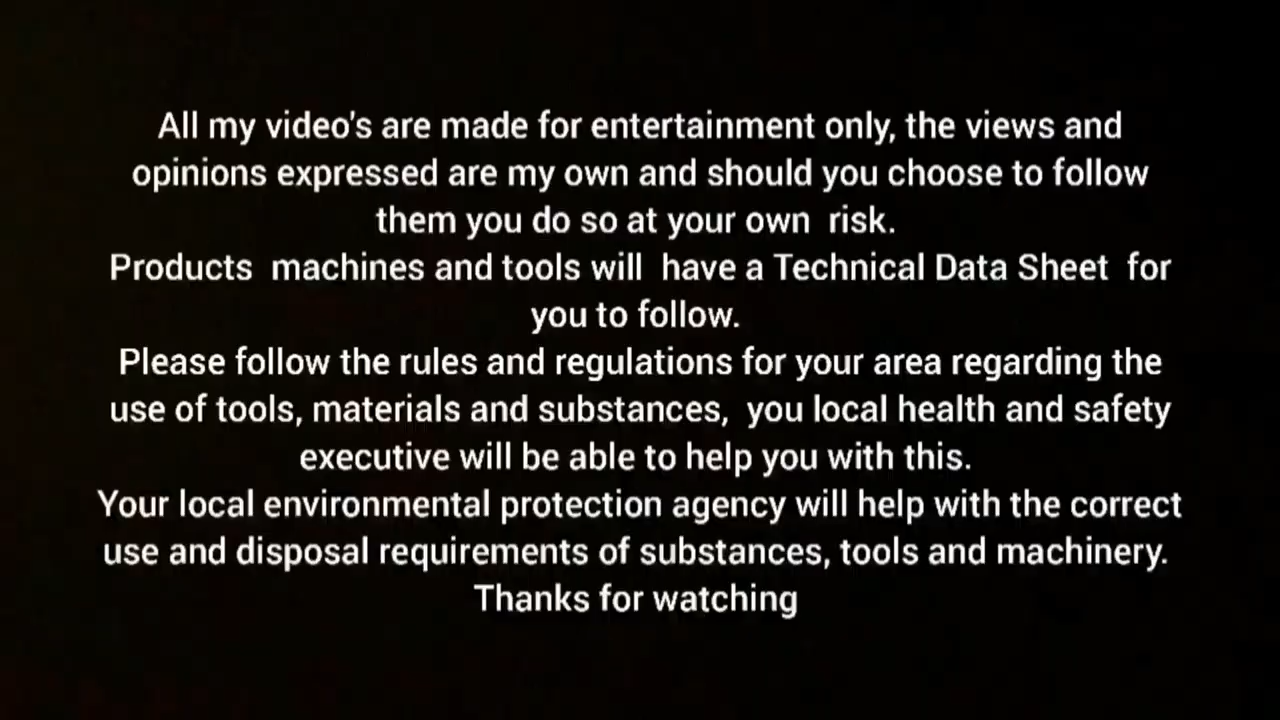 All my video's are made for entertainment only, the views and
opinions expressed are my own and should you choose to follow
them you do so at your own  risk.
Products  machines and tools will  have a Technical Data Sheet  for
you to follow.
Please follow the rules and regulations for your area regarding the
use of tools, materials and substances,  you local health and safety
executive will be able to help you with this.
Your local environmental protection agency will help with the correct
use and disposal requirements of substances, tools and machinery.
Thanks for watching